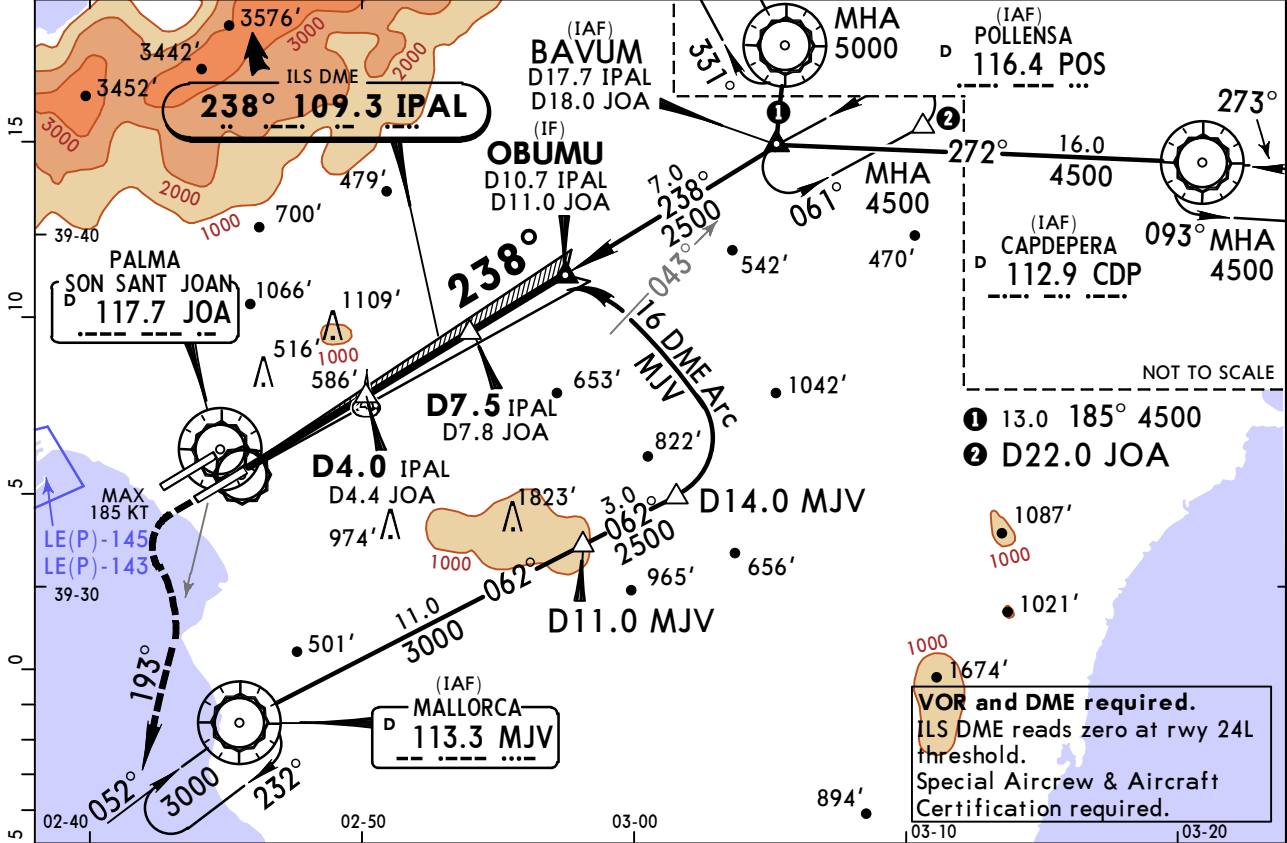 3576'
3442'
3452'
3000
2000
3000
2000
1000
ILS DME
238° 109.3 IPAL
(IAF)
BAVUM
D17.7 IPAL
D18.0 JOA
331°
MHA
5000
(IAF)
POLLENSA
D 116.4 POS
273°
1
2
272°
16.0
4500
(IF)
OBUMU
D10.7 IPAL
D11.0 JOA
7.0
238°
2500
043°
061°
MHA
4500
093° MHA
4500
(IAF)
CAPDEPERA
D 112.9 CDP
NOT TO SCALE
15
479'
700'
39-40
542'
470'
PALMA
SON SANT JOAN
D 117.7 JOA
1066'
1109'
1000
516'
586'
238°
16 DME Arc
MJV
10
D7.5 IPAL
D7.8 JOA
653'
1042'
822'
1 13.0 185° 4500
2 D22.0 JOA
D4.0 IPAL
D4.4 JOA
974'
1823'
1000
3.0
062°
2500
D14.0 MJV
5
MAX
185 KT
LE(P)-145
LE(P)-143
39-30
656'
965'
062°
D11.0 MJV
1087'
1000
1021'
11.0
3000
501'
0
193°
(IAF)
MALLORCA
D 113.3 MJV
1000
1674'
VOR and DME required.
ILS DME reads zero at rwy 24L
threshold.
Special Aircrew & Aircraft
Certification required.
052°
3000
232°
894'
5
02-40
02-50
03-00
03-10
03-20